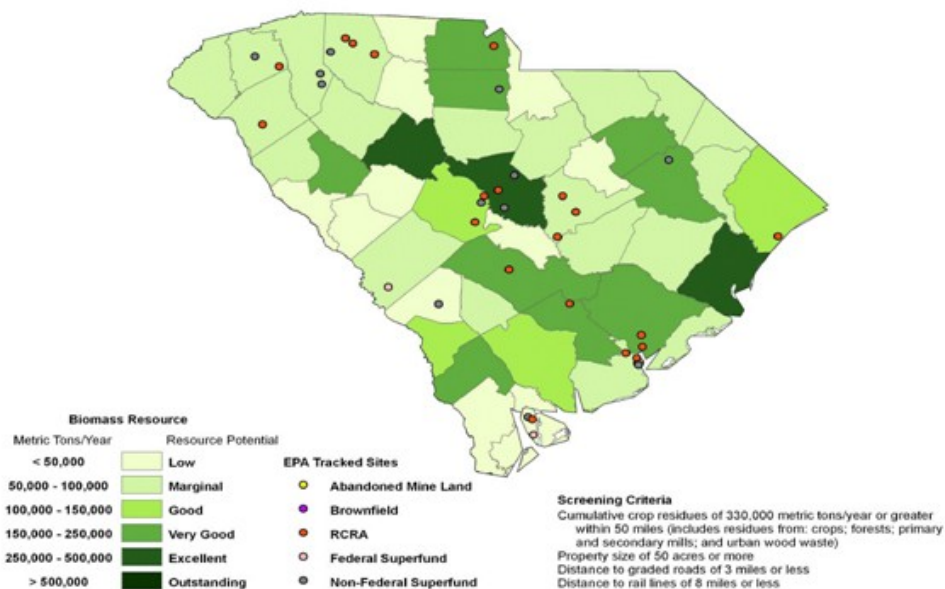 Biomass Resource
Metric Tons/Year Resource Potential
< 50,000 Low
50,000 - 100,000 Marginal
100,000 - 150,000 Good
150,000 - 250,000 Very Good
250,000 - 500,000 Excellent
> 500,000 Outstanding
EPA Tracked Sites
Abandoned Mine Land
Brownfield
RCRA
Federal Superfund
Non-Federal Superfund
Screening Criteria
Cumulative crop residues of 330,000 metric tons/year or greater
within 50 miles (includes residues from: crops; forests; primary
and secondary mills; and urban wood waste)
Property size of 50 acres or more
Distance to graded roads of 3 miles or less
Distance to rail lines of 8 miles or less